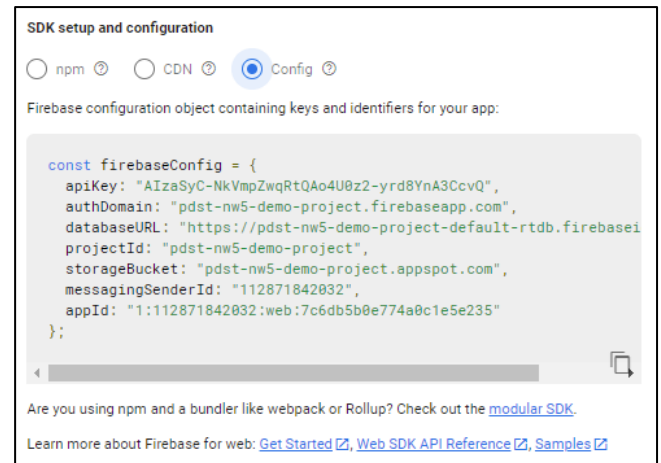 SDK setup and configuration
npm CDN Config
Firebase configuration object containing keys and identifiers for your app:
const firebaseConfig = {
apiKey: "AIzaSyC-NkVmpZwqRtQAo4U0z2-yrd8YnA3CcvQ",
authDomain: "pdst-nw5-demo-project.firebaseapp.com",
databaseURL: "https://pdst-nw5-demo-project-default-rtdb.firebasei
projectId: "pdst-nw5-demo-project",
storageBucket: "pdst-nw5-demo-project.appspot.com",
messagingSenderId: "112871842032",
appId: "1:112871842032:web:7c6db5b0e774a0c1e5e235"
};
Are you using npm and a bundler like webpack or Rollup? Check out the modular SDK.
Learn more about Firebase for web: Get Started, Web SDK API Reference, Samples